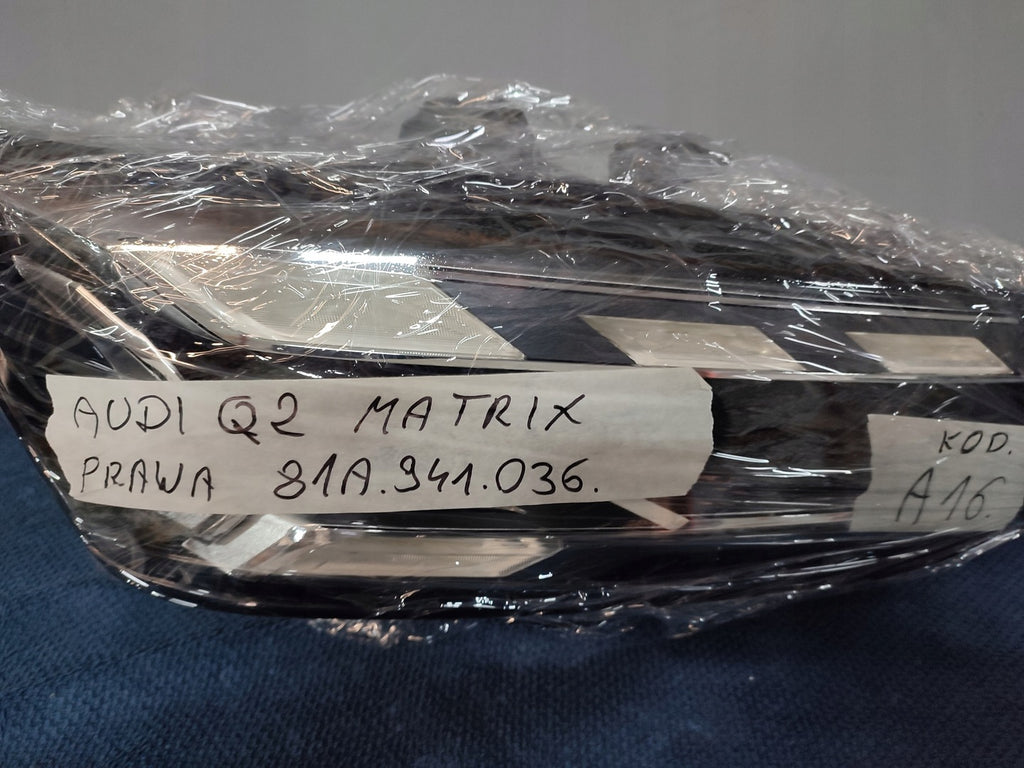 AUDI Q2 MATRIX
PRAWA 81A.941.036.
KOD.
A16.